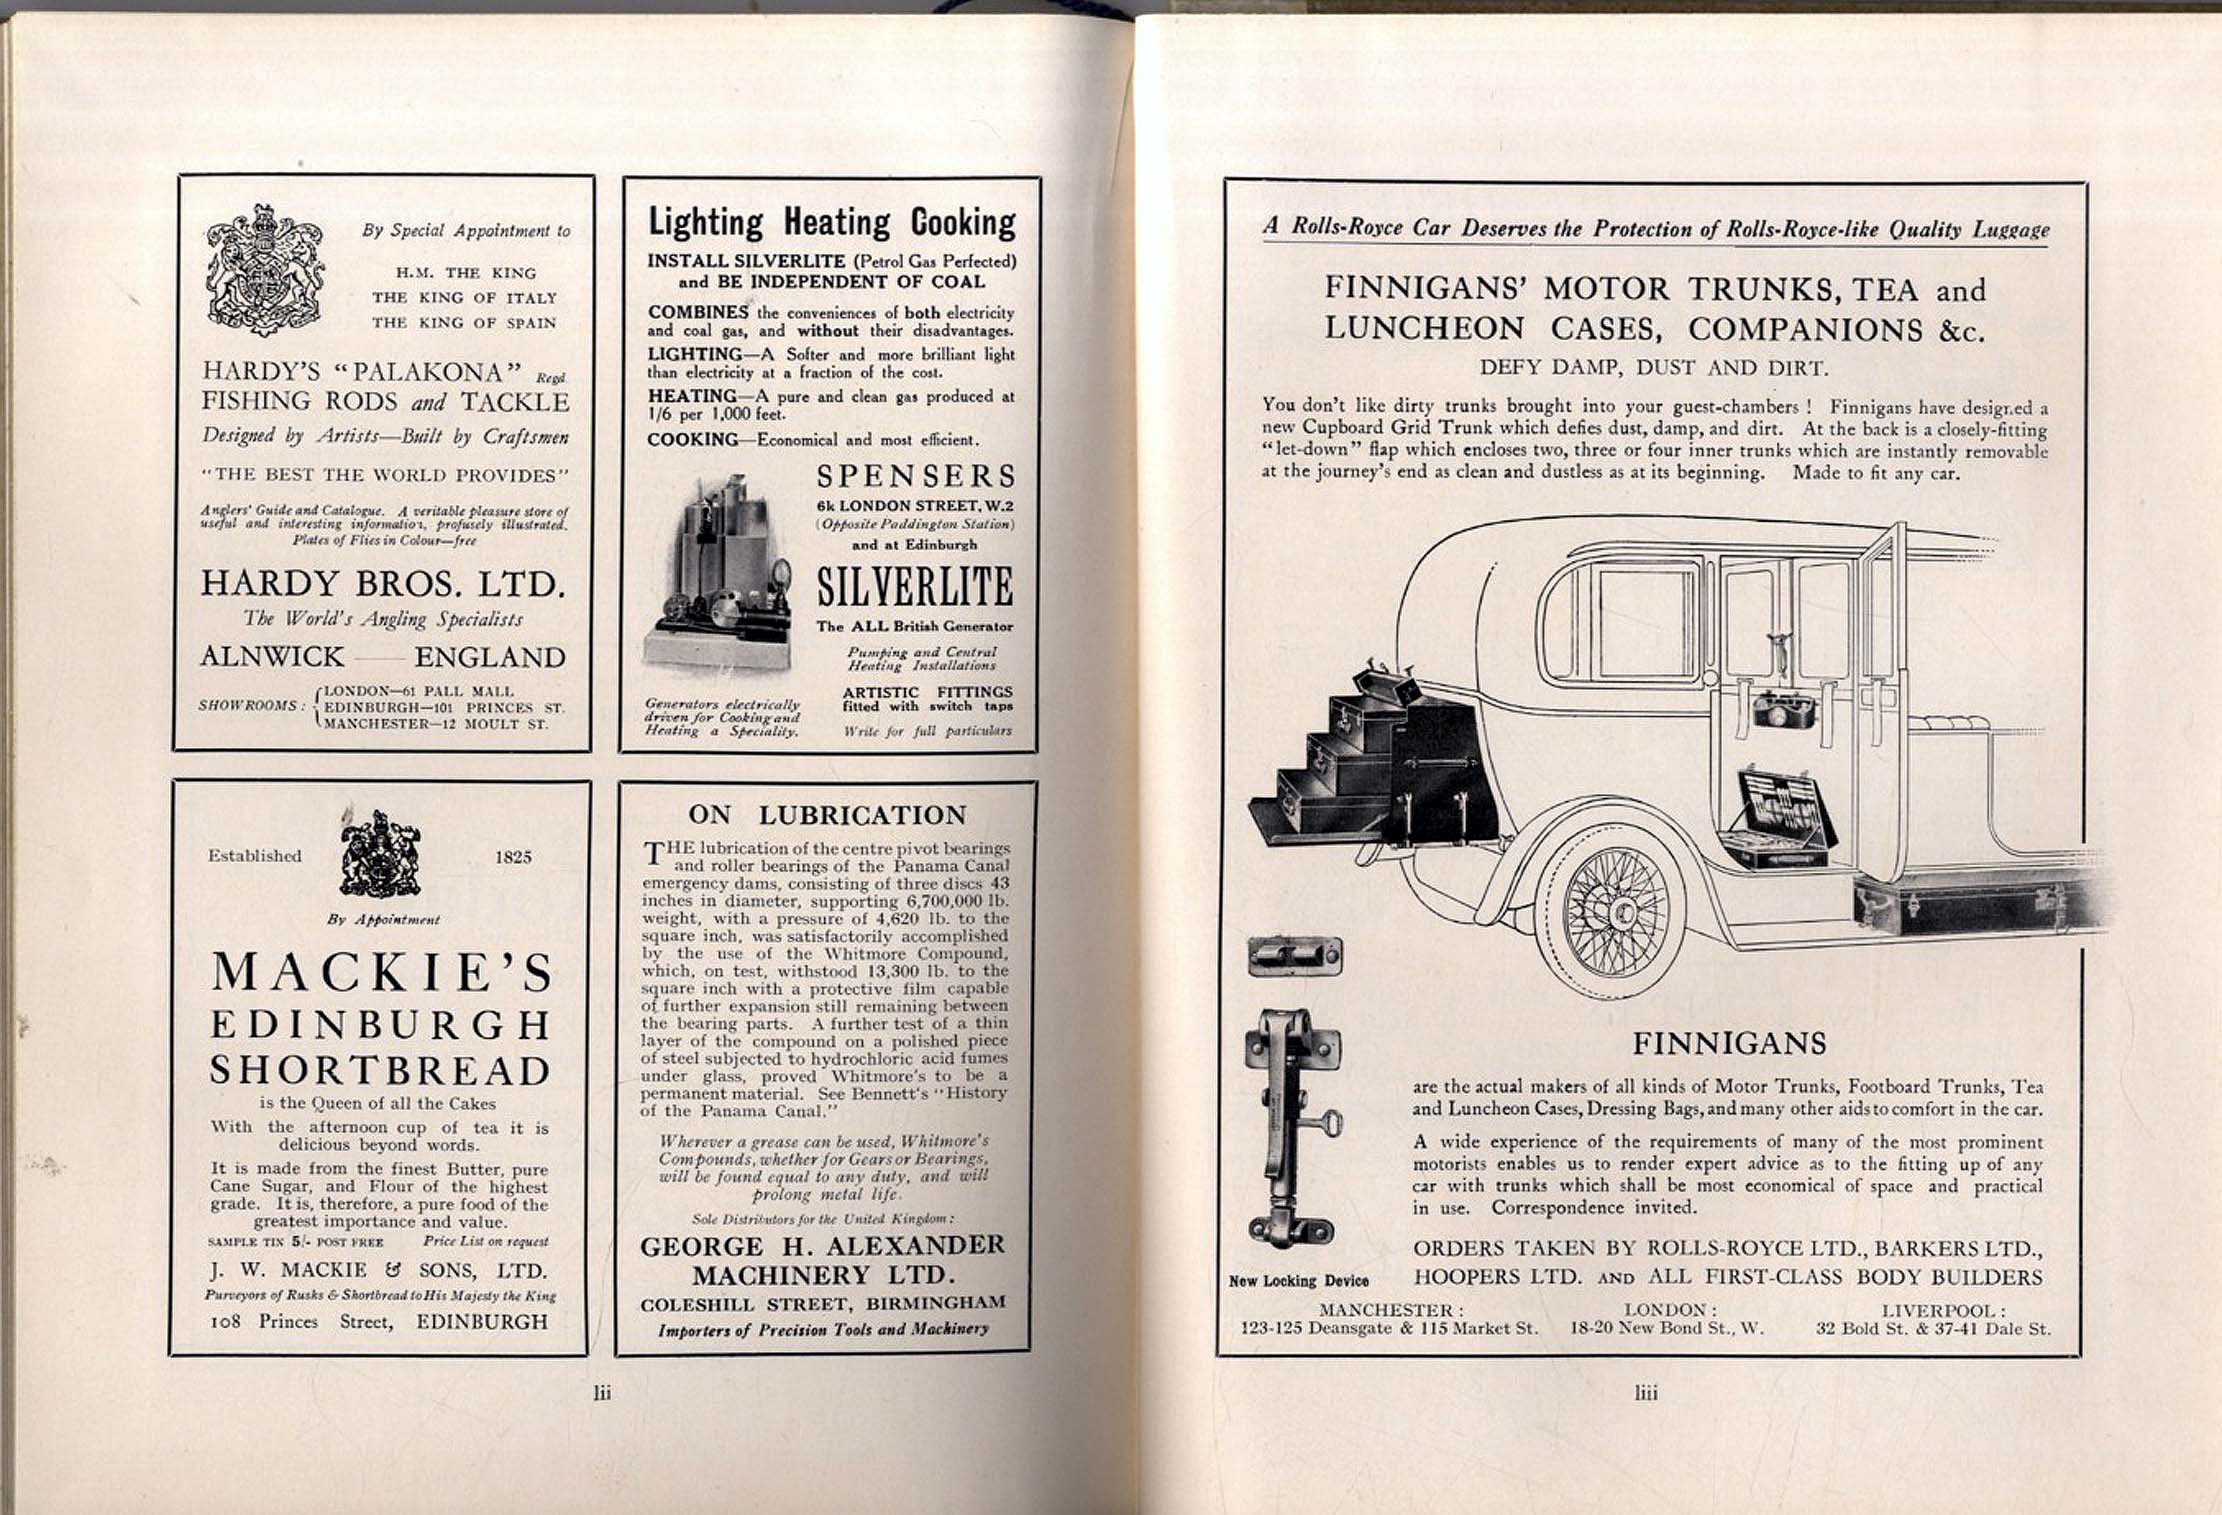 By Special Appointment to
H.M. THE KING
THE KING OF ITALY
THE KING OF SPAIN
HARDY'S "PALAKONA" Regd
FISHING RODS and TACKLE
Designed by Artists—Built by Craftsmen
"THE BEST THE WORLD PROVIDES"
Anglers' Guide and Catalogue. A veritable pleasure store of
useful and interesting information, profusely illustrated.
Plates of Flies in Colour—free
HARDY BROS. LTD.
The World's Angling Specialists
ALNWICK — ENGLAND
SHOWROOMS: { LONDON—61 PALL MALL
EDINBURGH—101 PRINCES ST.
MANCHESTER—12 MOULT ST.
Lighting Heating Cooking
INSTALL SILVERLITE (Petrol Gas Perfected)
and BE INDEPENDENT OF COAL
COMBINES the conveniences of both electricity
and coal gas, and without their disadvantages.
LIGHTING—A Softer and more brilliant light
than electricity at a fraction of the cost.
HEATING—A pure and clean gas produced at
1/6 per 1,000 feet.
COOKING—Economical and most efficient.
SPENSERS
6k LONDON STREET, W.2
(Opposite Paddington Station)
and at Edinburgh
SILVERLITE
The ALL British Generator
Pumping and Central
Heating Installations
Generators electrically
driven for Cooking and
Heating a Speciality.
ARTISTIC FITTINGS
fitted with switch taps
Write for full particulars
Established 1825
By Appointment
MACKIE'S
EDINBURGH
SHORTBREAD
is the Queen of all the Cakes
With the afternoon cup of tea it is
delicious beyond words.
It is made from the finest Butter, pure
Cane Sugar, and Flour of the highest
grade. It is, therefore, a pure food of the
greatest importance and value.
SAMPLE TIN 5/- POST FREE Price List on request
J. W. MACKIE & SONS, LTD.
Purveyors of Rusks & Shortbread to His Majesty the King
108 Princes Street, EDINBURGH
ON LUBRICATION
THE lubrication of the centre pivot bearings
and roller bearings of the Panama Canal
emergency dams, consisting of three discs 43
inches in diameter, supporting 6,700,000 lb.
weight, with a pressure of 4,620 lb. to the
square inch, was satisfactorily accomplished
by the use of the Whitmore Compound,
which, on test, withstood 13,300 lb. to the
square inch with a protective film capable
of further expansion still remaining between
the bearing parts. A further test of a thin
layer of the compound on a polished piece
of steel subjected to hydrochloric acid fumes
under glass, proved Whitmore's to be a
permanent material. See Bennett's "History
of the Panama Canal."
Wherever a grease can be used, Whitmore's
Compounds, whether for Gears or Bearings,
will be found equal to any duty, and will
prolong metal life.
Sole Distributors for the United Kingdom:
GEORGE H. ALEXANDER
MACHINERY LTD.
COLESHILL STREET, BIRMINGHAM
Importers of Precision Tools and Machinery
lii
A Rolls-Royce Car Deserves the Protection of Rolls-Royce-like Quality Luggage
FINNIGANS' MOTOR TRUNKS, TEA and
LUNCHEON CASES, COMPANIONS &c.
DEFY DAMP, DUST AND DIRT.
You don't like dirty trunks brought into your guest-chambers! Finnigans have designed a
new Cupboard Grid Trunk which defies dust, damp, and dirt. At the back is a closely-fitting
"let-down" flap which encloses two, three or four inner trunks which are instantly removable
at the journey's end as clean and dustless as at its beginning. Made to fit any car.
FINNIGANS
are the actual makers of all kinds of Motor Trunks, Footboard Trunks, Tea
and Luncheon Cases, Dressing Bags, and many other aids to comfort in the car.
A wide experience of the requirements of many of the most prominent
motorists enables us to render expert advice as to the fitting up of any
car with trunks which shall be most economical of space and practical
in use. Correspondence invited.
New Locking Device
ORDERS TAKEN BY ROLLS-ROYCE LTD., BARKERS LTD.,
HOOPERS LTD. AND ALL FIRST-CLASS BODY BUILDERS
MANCHESTER: LONDON: LIVERPOOL:
123-125 Deansgate & 115 Market St. 18-20 New Bond St., W. 32 Bold St. & 37-41 Dale St.
liii